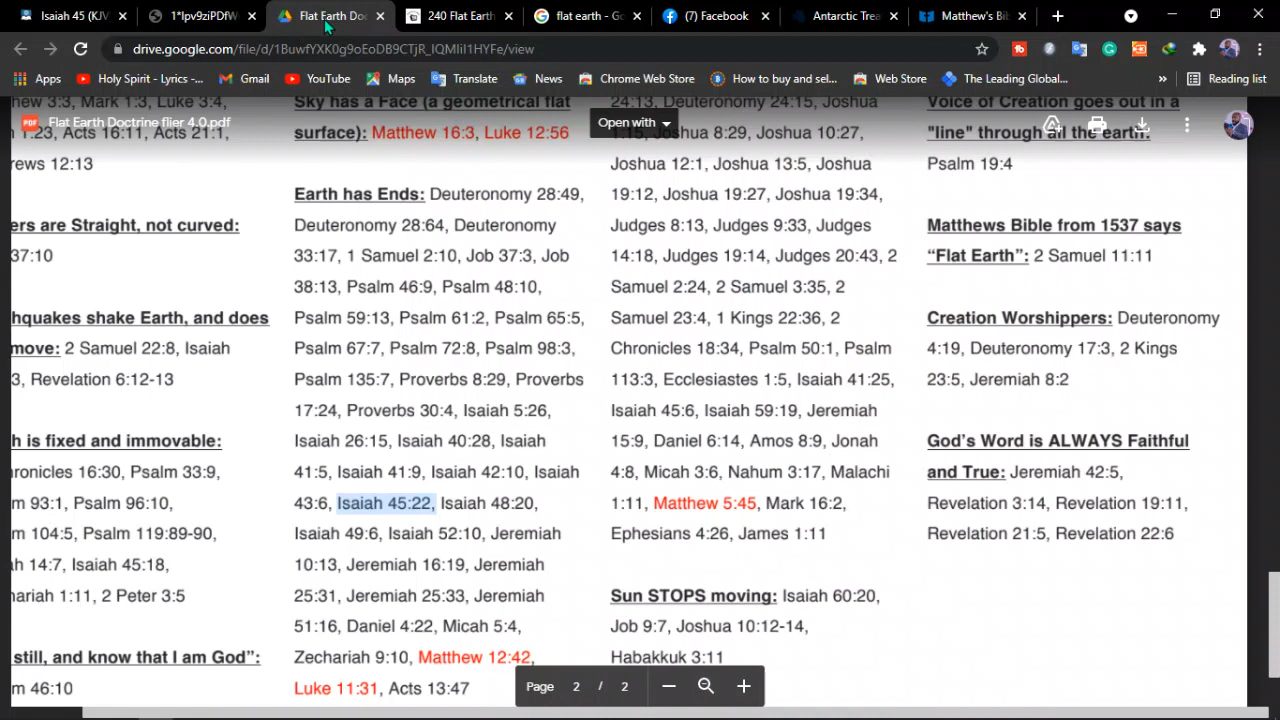 Isaiah 45 (KJV
1*Ipv9ziPDfW
Flat Earth Doc
240 Flat Earth
flat earth - Go
(7) Facebook
Antarctic Trea
Matthew's Bib
drive.google.com/file/d/1BuwfYXK0g9oEoDB9CTjR_IQMIiI1HYFe/view
Apps
Holy Spirit - Lyrics -...
Gmail
YouTube
Maps
Translate
News
Chrome Web Store
How to buy and sel...
Web Store
The Leading Global...
»
Reading list
PDF
Flat Earth Doctrine flier 4.0.pdf
Open with
hew 3:3, Mark 1:3, Luke 3:4,
1:23, Acts 16:11, Acts 21:1,
rews 12:13
ers are Straight, not curved:
37:10
thquakes shake Earth, and does
move: 2 Samuel 22:8, Isaiah
3, Revelation 6:12-13
h is fixed and immovable:
hronicles 16:30, Psalm 33:9,
m 93:1, Psalm 96:10,
m 104:5, Psalm 119:89-90,
ah 14:7, Isaiah 45:18,
hariah 1:11, 2 Peter 3:5
still, and know that I am God”:
m 46:10
Sky has a Face (a geometrical flat
surface): Matthew 16:3, Luke 12:56
Earth has Ends: Deuteronomy 28:49,
Deuteronomy 28:64, Deuteronomy
33:17, 1 Samuel 2:10, Job 37:3, Job
38:13, Psalm 46:9, Psalm 48:10,
Psalm 59:13, Psalm 61:2, Psalm 65:5,
Psalm 67:7, Psalm 72:8, Psalm 98:3,
Psalm 135:7, Proverbs 8:29, Proverbs
17:24, Proverbs 30:4, Isaiah 5:26,
Isaiah 26:15, Isaiah 40:28, Isaiah
41:5, Isaiah 41:9, Isaiah 42:10, Isaiah
43:6, Isaiah 45:22, Isaiah 48:20,
Isaiah 49:6, Isaiah 52:10, Jeremiah
10:13, Jeremiah 16:19, Jeremiah
25:31, Jeremiah 25:33, Jeremiah
51:16, Daniel 4:22, Micah 5:4,
Zechariah 9:10, Matthew 12:42,
Luke 11:31, Acts 13:47
24:13, Deuteronomy 24:15, Joshua
1:15, Joshua 8:29, Joshua 10:27,
Joshua 12:1, Joshua 13:5, Joshua
19:12, Joshua 19:27, Joshua 19:34,
Judges 8:13, Judges 9:33, Judges
14:18, Judges 19:14, Judges 20:43, 2
Samuel 2:24, 2 Samuel 3:35, 2
Samuel 23:4, 1 Kings 22:36, 2
Chronicles 18:34, Psalm 50:1, Psalm
113:3, Ecclesiastes 1:5, Isaiah 41:25,
Isaiah 45:6, Isaiah 59:19, Jeremiah
15:9, Daniel 6:14, Amos 8:9, Jonah
4:8, Micah 3:6, Nahum 3:17, Malachi
1:11, Matthew 5:45, Mark 16:2,
Ephesians 4:26, James 1:11
Sun STOPS moving: Isaiah 60:20,
Job 9:7, Joshua 10:12-14,
Habakkuk 3:11
Voice of Creation goes out in a
"line" through all the earth:
Psalm 19:4
Matthews Bible from 1537 says
“Flat Earth”: 2 Samuel 11:11
Creation Worshippers: Deuteronomy
4:19, Deuteronomy 17:3, 2 Kings
23:5, Jeremiah 8:2
God’s Word is ALWAYS Faithful
and True: Jeremiah 42:5,
Revelation 3:14, Revelation 19:11,
Revelation 21:5, Revelation 22:6
Page 2 / 2